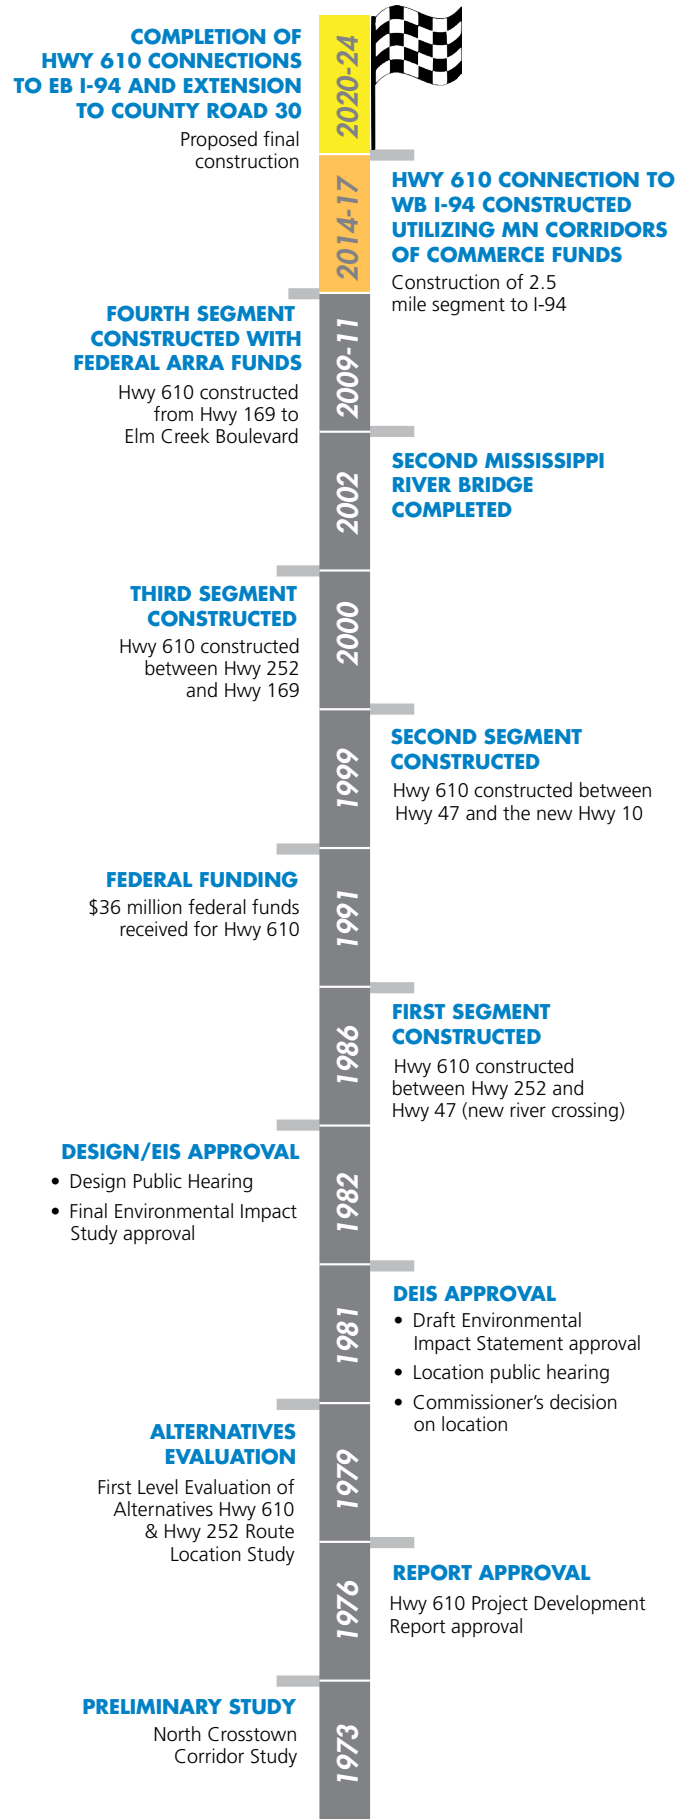 COMPLETION OF
HWY 610 CONNECTIONS
TO EB I-94 AND EXTENSION
TO COUNTY ROAD 30
Proposed final
construction
2020-24
2014-17
HWY 610 CONNECTION TO
WB I-94 CONSTRUCTED
UTILIZING MN CORRIDORS
OF COMMERCE FUNDS
Construction of 2.5
mile segment to I-94
FOURTH SEGMENT
CONSTRUCTED WITH
FEDERAL ARRA FUNDS
Hwy 610 constructed
from Hwy 169 to
Elm Creek Boulevard
2009-11
2002
SECOND MISSISSIPPI
RIVER BRIDGE
COMPLETED
THIRD SEGMENT
CONSTRUCTED
Hwy 610 constructed
between Hwy 252
and Hwy 169
2000
1999
SECOND SEGMENT
CONSTRUCTED
Hwy 610 constructed between
Hwy 47 and the new Hwy 10
FEDERAL FUNDING
$36 million federal funds
received for Hwy 610
1991
1986
FIRST SEGMENT
CONSTRUCTED
Hwy 610 constructed
between Hwy 252 and
Hwy 47 (new river crossing)
DESIGN/EIS APPROVAL
• Design Public Hearing
• Final Environmental Impact
Study approval
1982
1981
DEIS APPROVAL
• Draft Environmental
Impact Statement approval
• Location public hearing
• Commissioner’s decision
on location
ALTERNATIVES
EVALUATION
First Level Evaluation of
Alternatives Hwy 610
& Hwy 252 Route
Location Study
1979
1976
REPORT APPROVAL
Hwy 610 Project Development
Report approval
PRELIMINARY STUDY
North Crosstown
Corridor Study
1973